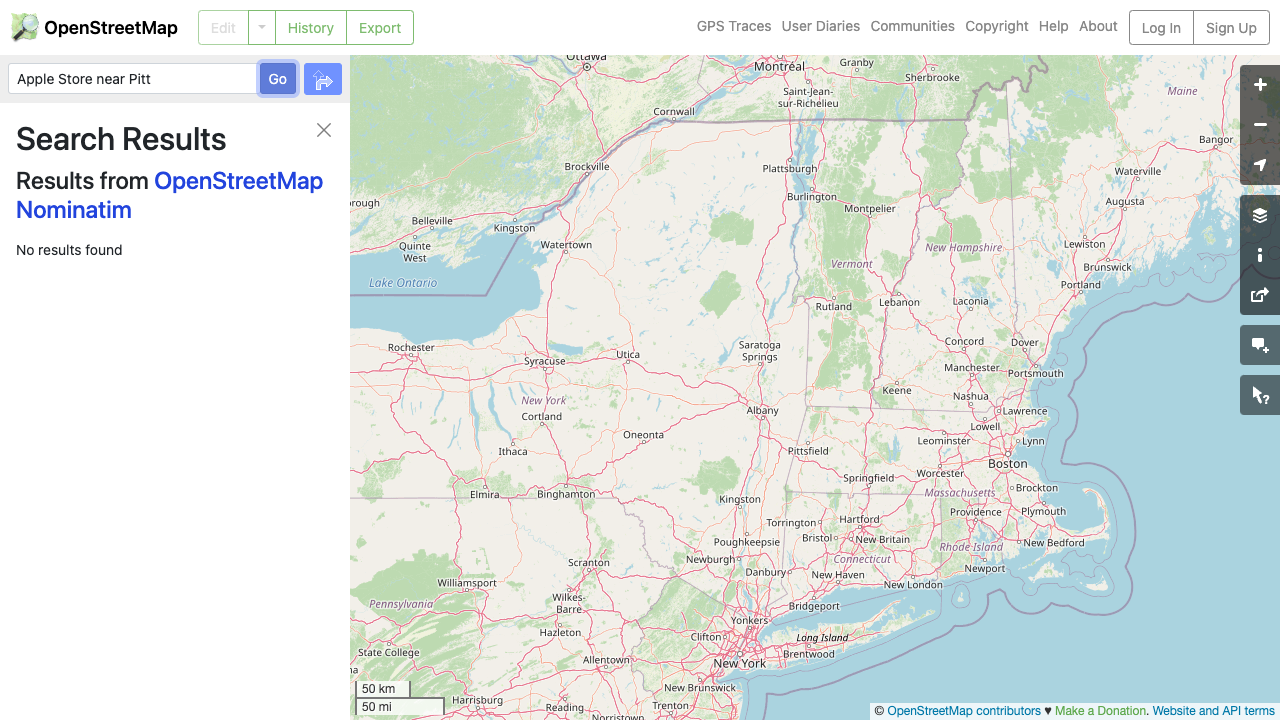 OpenStreetMap
Edit
History
Export
GPS Traces
User Diaries
Communities
Copyright
Help
About
Log In
Sign Up
Apple Store near Pitt
Go
Search Results
Results from OpenStreetMap
Nominatim
No results found
Ottawa
Montréal
Granby
Sherbrooke
Saint-Jean-
sur-Richelieu
Maine
Cornwall
Bangor
Brockville
Plattsburgh
Waterville
Burlington
Augusta
Montpelier
Belleville
Kingston
Quinte
West
Watertown
New Hampshire
Lewiston
Brunswick
Vermont
Lake Ontario
Portland
Rutland
Lebanon
Laconia
Rochester
Syracuse
Utica
Saratoga
Springs
Concord
Dover
Manchester
Portsmouth
Keene
Nashua
New York
Cortland
Albany
Lawrence
Lowell
Oneonta
Ithaca
Pittsfield
Leominster
Lynn
Boston
Worcester
Springfield
Elmira
Binghamton
Kingston
Massachusetts
Brockton
Providence
Plymouth
Torrington
Hartford
Poughkeepsie
Bristol
New Britain
Rhode Island
New Bedford
Newburgh
Connecticut
Scranton
Danbury
New Haven
New London
Newport
Williamsport
Wilkes-
Barre
Pennsylvania
Bridgeport
Yonkers
Hazleton
Clifton
Long Island
State College
Brentwood
Allentown
New York
50 km
New Brunswick
Harrisburg
Reading
Trenton
50 mi
Norristown
© OpenStreetMap contributors ♥ Make a Donation. Website and API terms